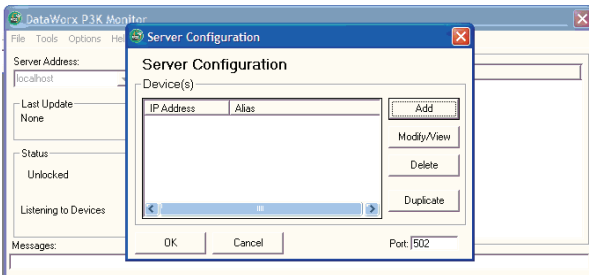 DataWorx P3K Monitor
File Tools Options Hel
Server Address:
localhost
Last Update
None
Status
Unlocked
Listening to Devices
Messages:
Server Configuration
Server Configuration
Device(s)
IP Address Alias
Add
Modify/View
Delete
Duplicate
OK Cancel Port: 502